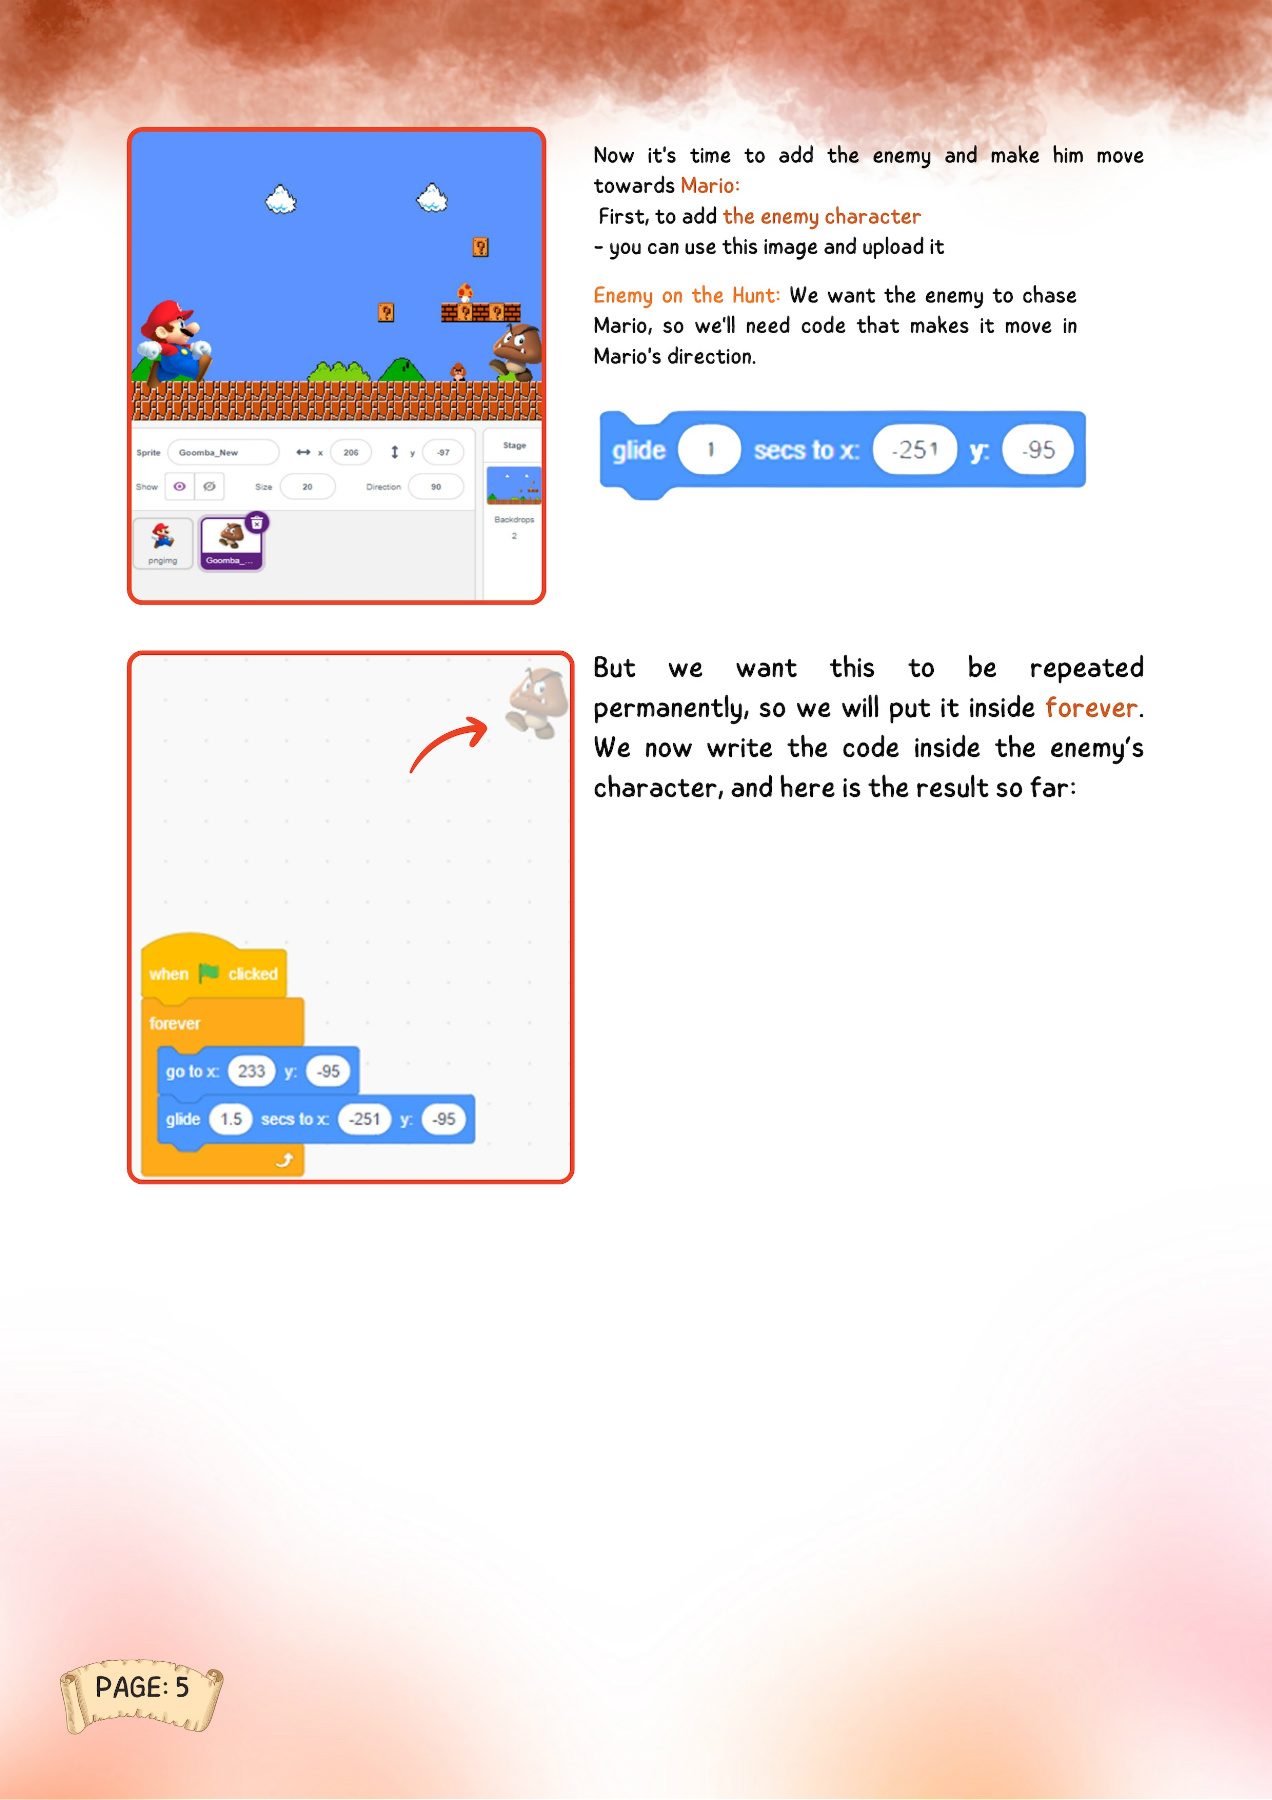 Now it's time to add the enemy and make him move
towards Mario:
First, to add the enemy character
- you can use this image and upload it
Enemy on the Hunt: We want the enemy to chase
Mario, so we'll need code that makes it move in
Mario's direction.
glide 1 secs to x: -251 y: -95
Sprite Goomba_New x 206 y -97
Show Size 20 Direction 90
Stage
Backdrops
2
pngimg
Goomba_...
But we want this to be repeated
permanently, so we will put it inside forever.
We now write the code inside the enemy's
character, and here is the result so far:
when clicked
forever
go to x: 233 y: -95
glide 1.5 secs to x: -251 y: -95
PAGE: 5